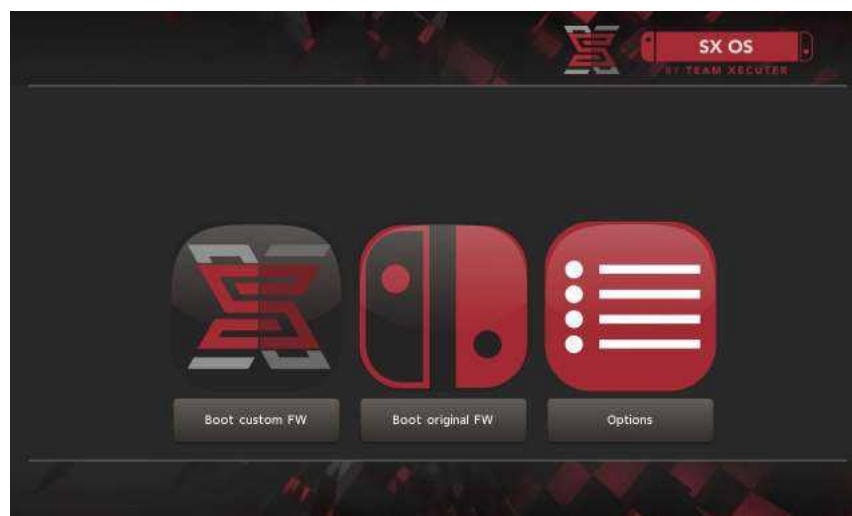 SX OS
BY TEAM XECUTER
Boot custom FW
Boot original FW
Options